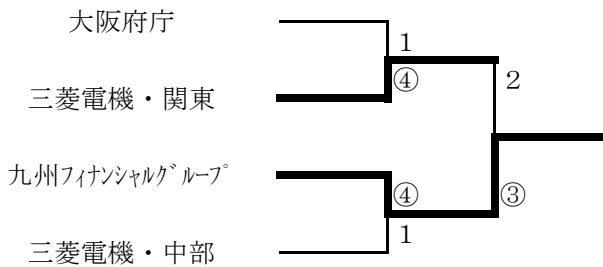 大阪府庁
1
④
三菱電機・関東
2
九州フィナンシャルグループ
④
③
1
三菱電機・中部